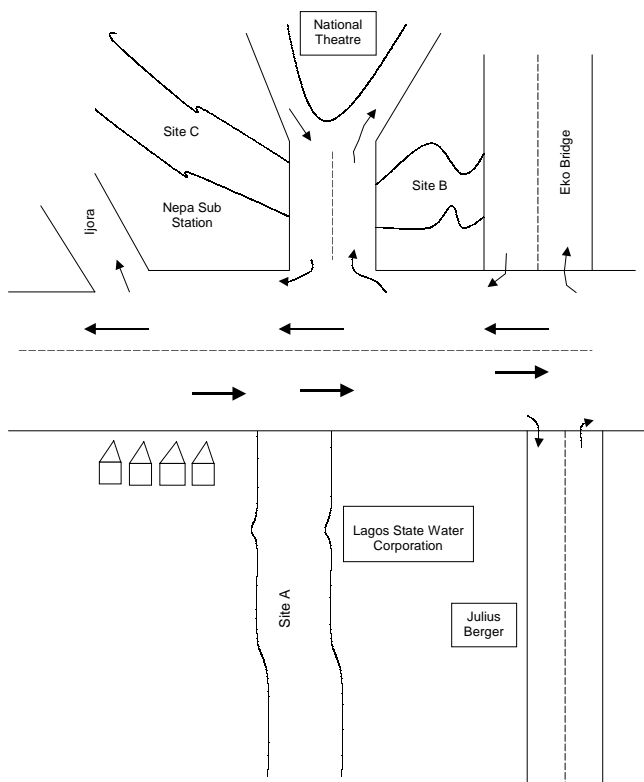 National
Theatre
Site C
Site B
Eko Bridge
Nepa Sub
Station
Ijora
Lagos State Water
Corporation
Site A
Julius
Berger